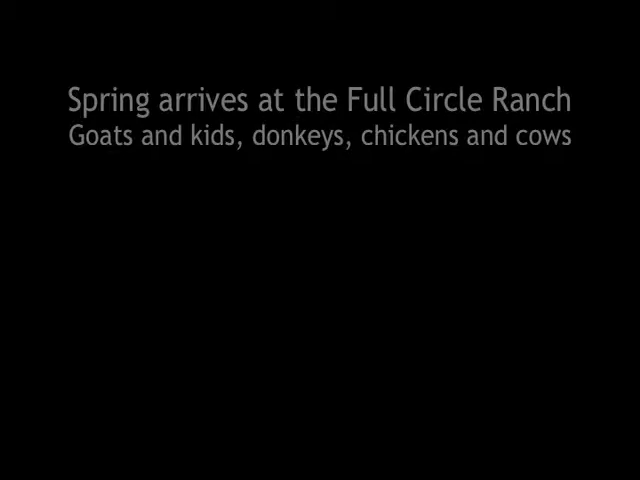 Spring arrives at the Full Circle Ranch
Goats and kids, donkeys, chickens and cows